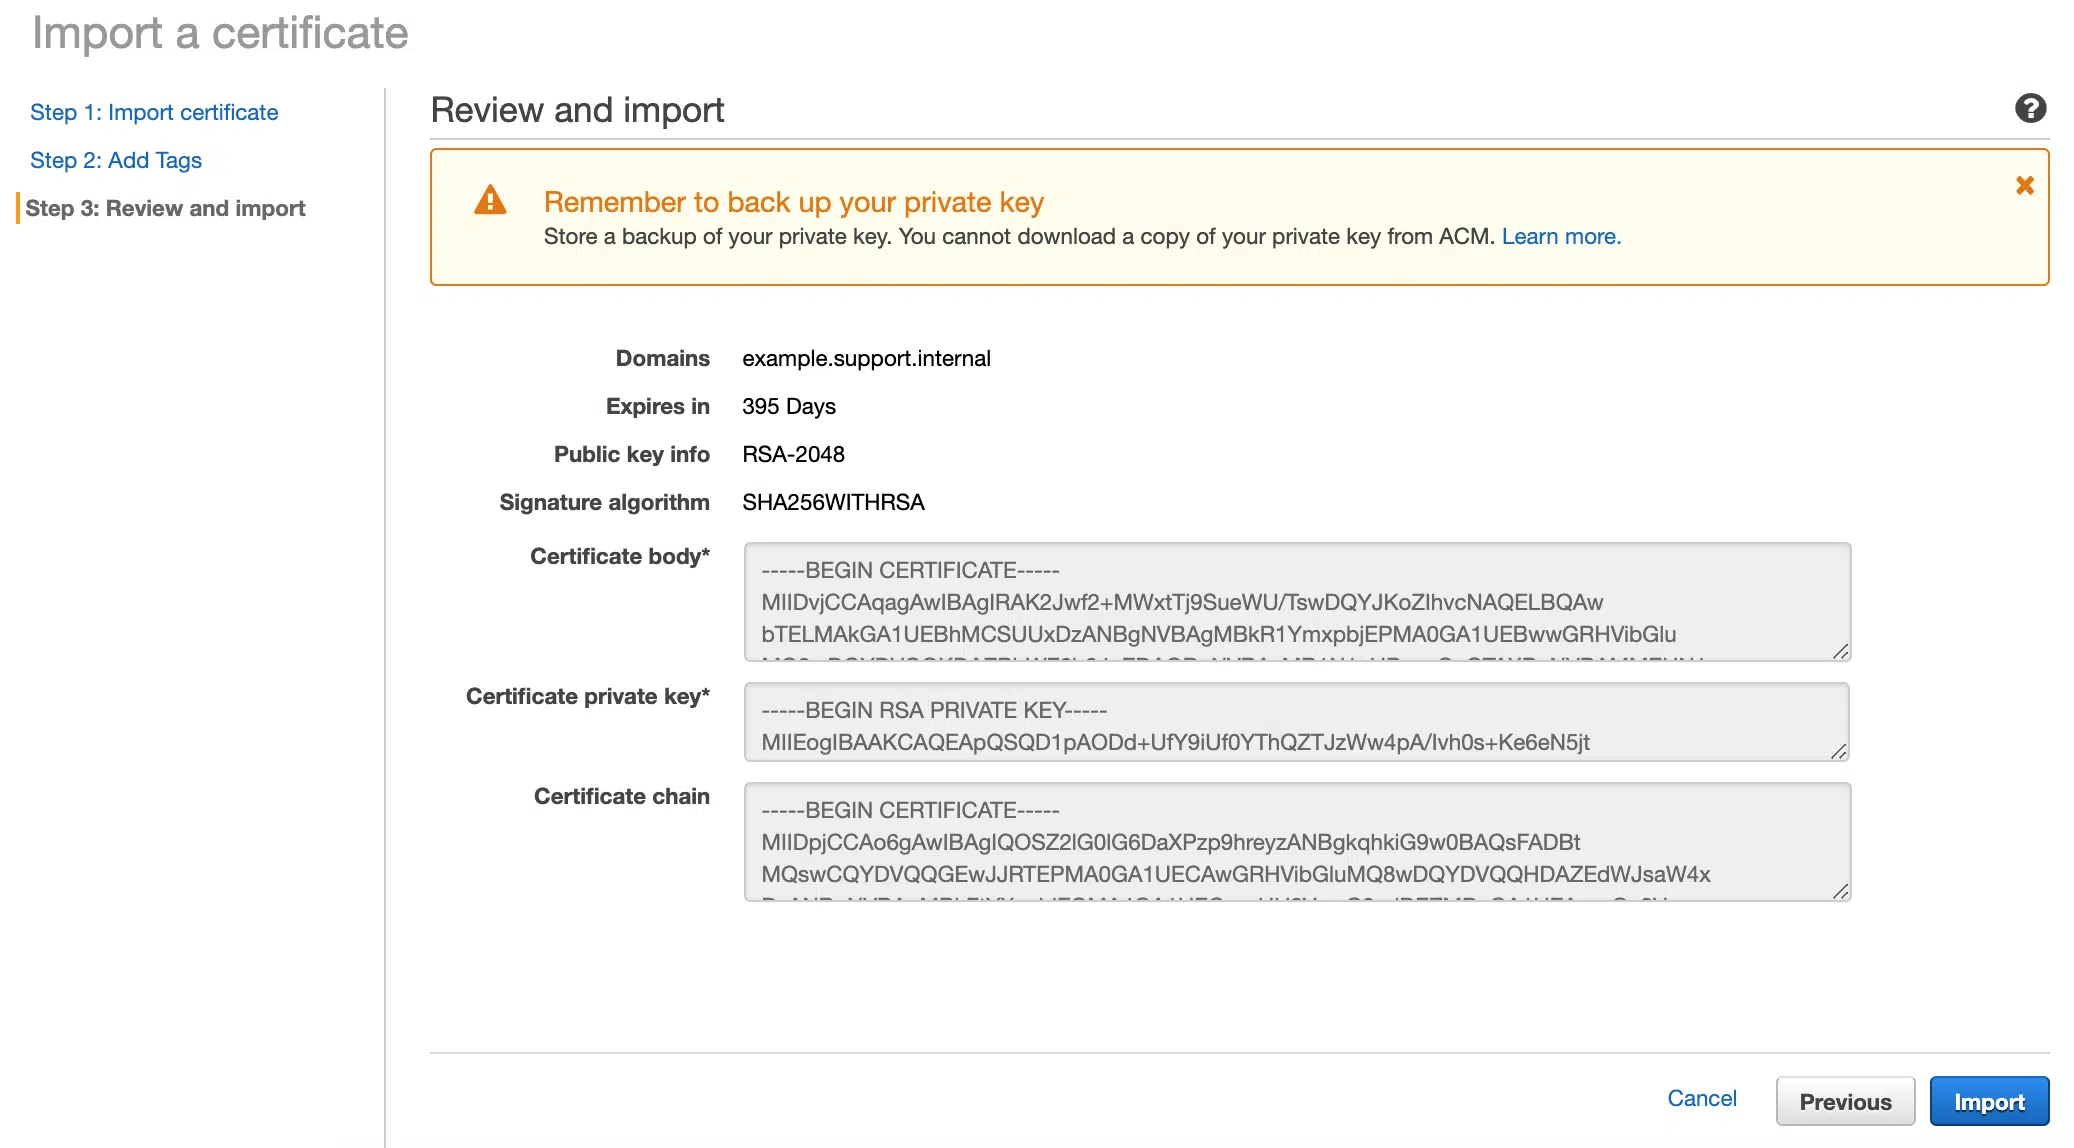 Import a certificate
Step 1: Import certificate
Step 2: Add Tags
Step 3: Review and import
Review and import
Remember to back up your private key
Store a backup of your private key. You cannot download a copy of your private key from ACM. Learn more.
Domains example.support.internal
Expires in 395 Days
Public key info RSA-2048
Signature algorithm SHA256WITHRSA
Certificate body*
-----BEGIN CERTIFICATE-----
MIIDvjCCAqagAwIBAgIRAK2Jwf2+MWxtTj9SueWU/TswDQYJKoZIhvcNAQELBQAw
bTELMAkGA1UEBhMCSUUxDzANBgNVBAgMBkR1YmxpbjEPMA0GA1UEBwwGRHVibGlu
Certificate private key*
-----BEGIN RSA PRIVATE KEY-----
MIIEogIBAAKCAQEApQSQD1pAODd+UfY9iUf0YThQZTJzWw4pA/Ivh0s+Ke6eN5jt
Certificate chain
-----BEGIN CERTIFICATE-----
MIIDpjCCAo6gAwIBAgIQOSZ2lG0lG6DaXPzp9hreyzANBgkqhkiG9w0BAQsFADBt
MQswCQYDVQQGEwJJRTEPMA0GA1UECAwGRHVibGluMQ8wDQYDVQQHDAZEdWJsaW4x
Cancel
Previous
Import